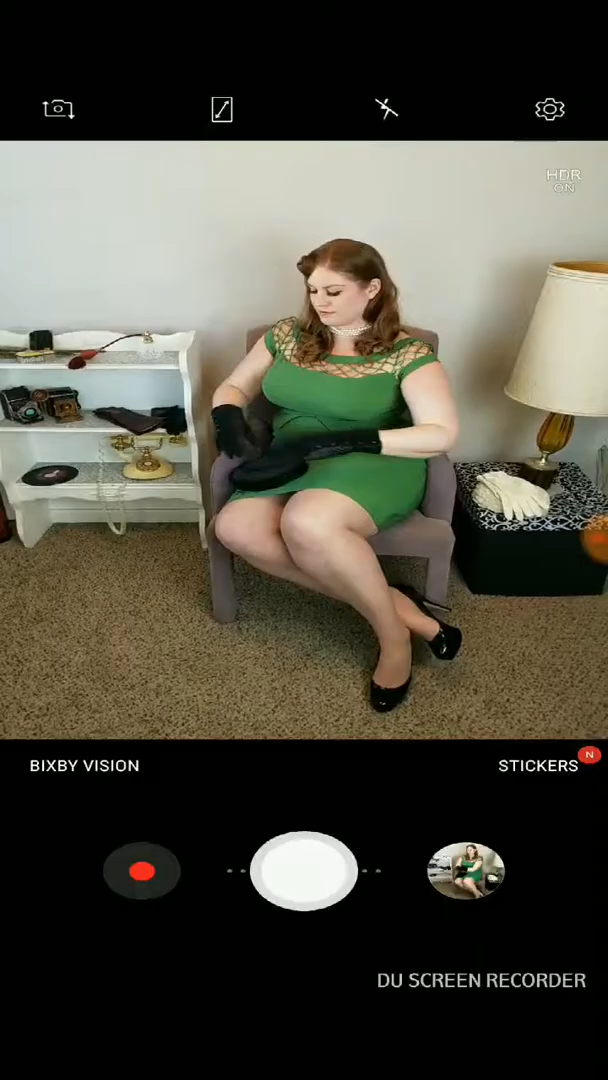 HDR
ON
BIXBY VISION
STICKERS
N
DU SCREEN RECORDER